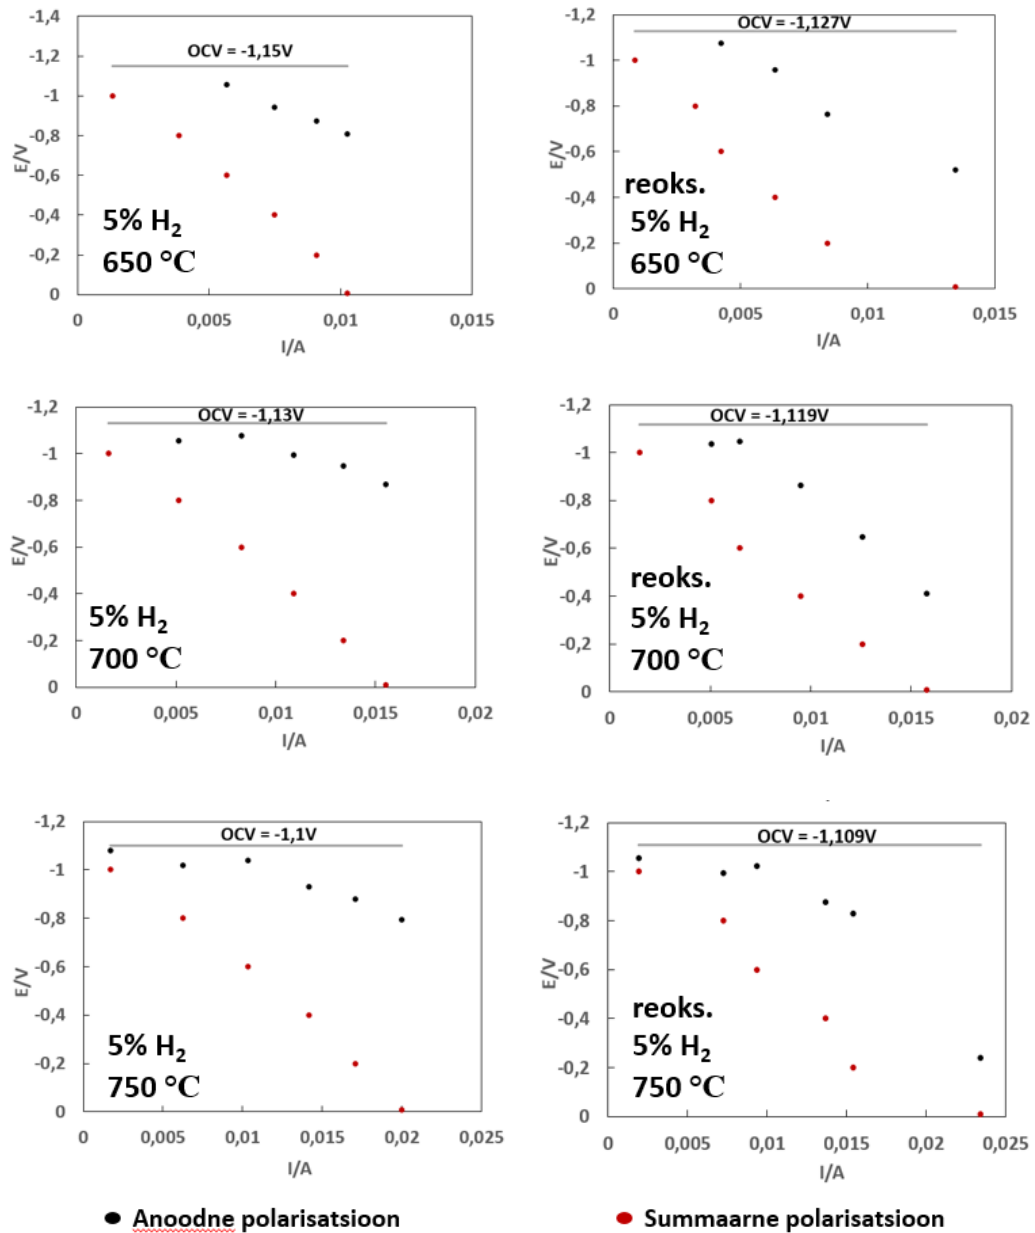 -1,4
-1,2
-1
-0,8
-0,6
-0,4
-0,2
0
E/V
OCV = -1,15V
5% H₂
650 °C
0 0,005 0,01 0,015
I/A
-1,2
-1
-0,8
-0,6
-0,4
-0,2
0
E/V
OCV = -1,127V
reoks.
5% H₂
650 °C
0 0,005 0,01 0,015
I/A
-1,2
-1
-0,8
-0,6
-0,4
-0,2
0
E/V
OCV = -1,13V
5% H₂
700 °C
0 0,005 0,01 0,015 0,02
I/A
-1,2
-1
-0,8
-0,6
-0,4
-0,2
0
E/V
OCV = -1,119V
reoks.
5% H₂
700 °C
0 0,005 0,01 0,015 0,02
I/A
-1,2
-1
-0,8
-0,6
-0,4
-0,2
0
E/V
OCV = -1,1V
5% H₂
750 °C
0 0,005 0,01 0,015 0,02 0,025
I/A
-1,2
-1
-0,8
-0,6
-0,4
-0,2
0
E/V
OCV = -1,109V
reoks.
5% H₂
750 °C
0 0,005 0,01 0,015 0,02 0,025
I/A
Anoodne polarisatsioon
Summaarne polarisatsioon